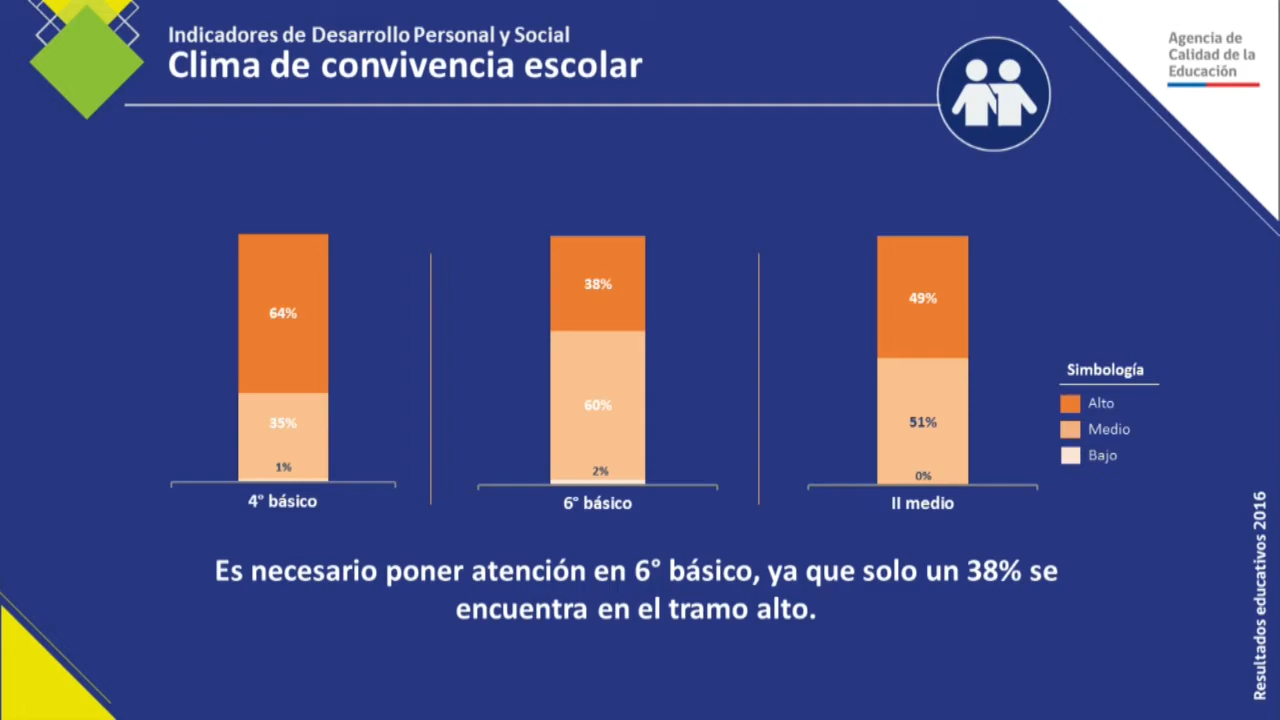 Indicadores de Desarrollo Personal y Social
Clima de convivencia escolar
Agencia de
Calidad de la
Educación
64%
35%
1%
4° básico
38%
60%
2%
6° básico
49%
51%
0%
II medio
Simbología
Alto
Medio
Bajo
Es necesario poner atención en 6° básico, ya que solo un 38% se
encuentra en el tramo alto.
Resultados educativos 2016